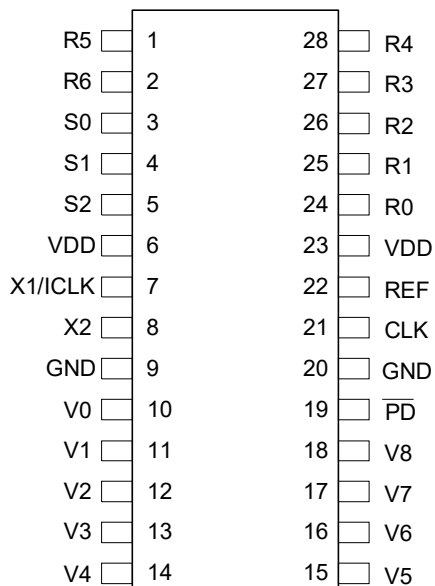 R5 1 28 R4
R6 2 27 R3
S0 3 26 R2
S1 4 25 R1
S2 5 24 R0
VDD 6 23 VDD
X1/ICLK 7 22 REF
X2 8 21 CLK
GND 9 20 GND
V0 10 19 PD
V1 11 18 V8
V2 12 17 V7
V3 13 16 V6
V4 14 15 V5